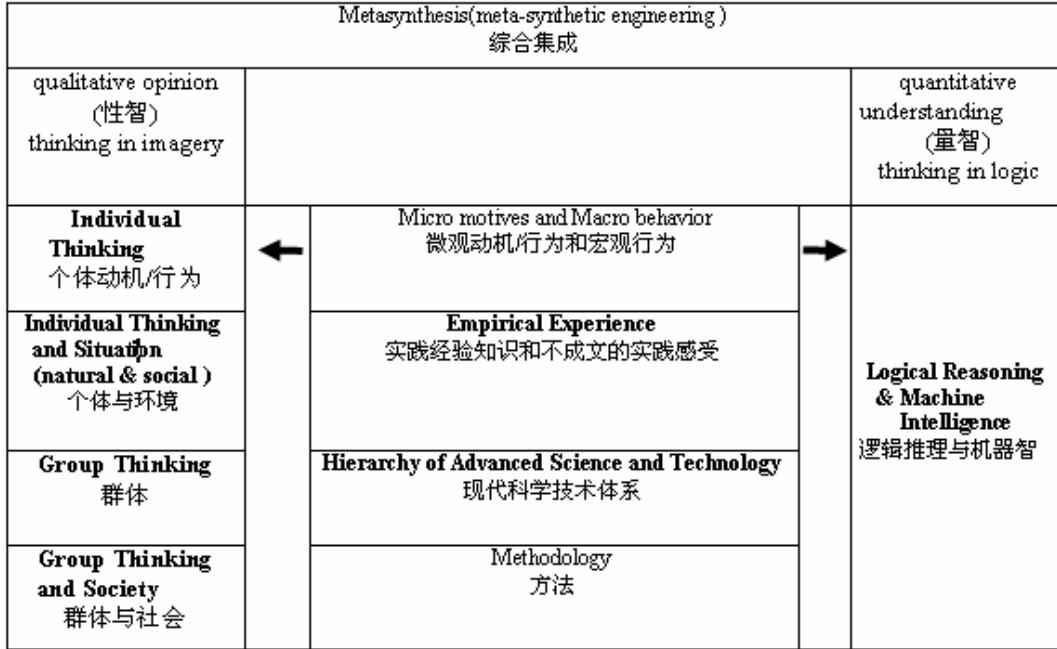 Metasynthesis(meta-synthetic engineering )
综合集成
qualitative opinion
(性智)
thinking in imagery
quantitative
understanding
(量智)
thinking in logic
Individual
Thinking
个体动机/行为
Micro motives and Macro behavior
微观动机/行为和宏观行为
Individual Thinking
and Situation
(natural & social )
个体与环境
Empirical Experience
实践经验知识和不成文的实践感受
Logical Reasoning
& Machine
Intelligence
逻辑推理与机器智
Group Thinking
群体
Hierarchy of Advanced Science and Technology
现代科学技术体系
Group Thinking
and Society
群体与社会
Methodology
方法